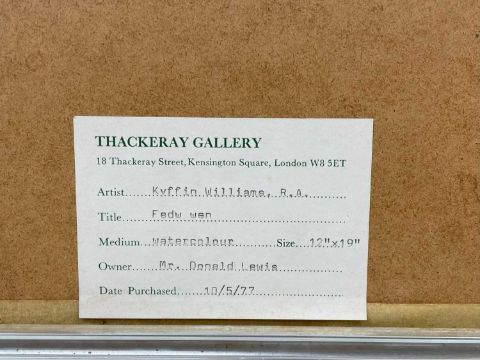 THACKERAY GALLERY
18 Thackeray Street, Kensington Square, London W8 5ET
Artist.....Kyffin Williams, R.A.
Title......Fedw wen
Medium...watercolour......Size...12"x19"
Owner......Mr. Donald Lewis
Date Purchased......10/5/77